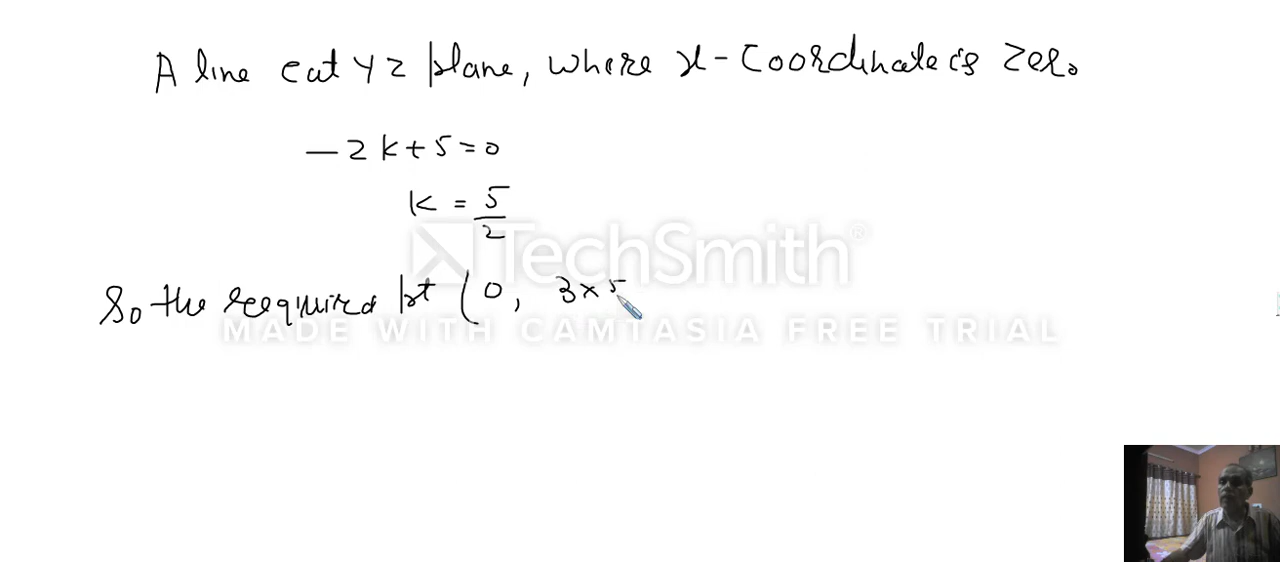 A line cut YZ plane, where x-coordinate is zero
-2k+5=0
k = 5/2
TechSmith®
So the required pt (0, 3×5
MADE WITH CAMTASIA FREE TRIAL